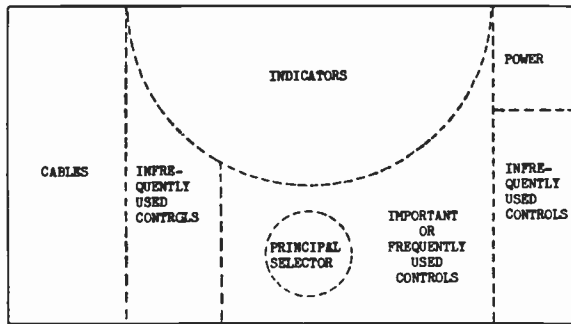 INDICATORS
POWER
CABLES
INFRE-
QUENTLY
USED
CONTROLS
PRINCIPAL
SELECTOR
IMPORTANT
OR
FREQUENTLY
USED
CONTROLS
INFRE-
QUENTLY
USED
CONTROLS